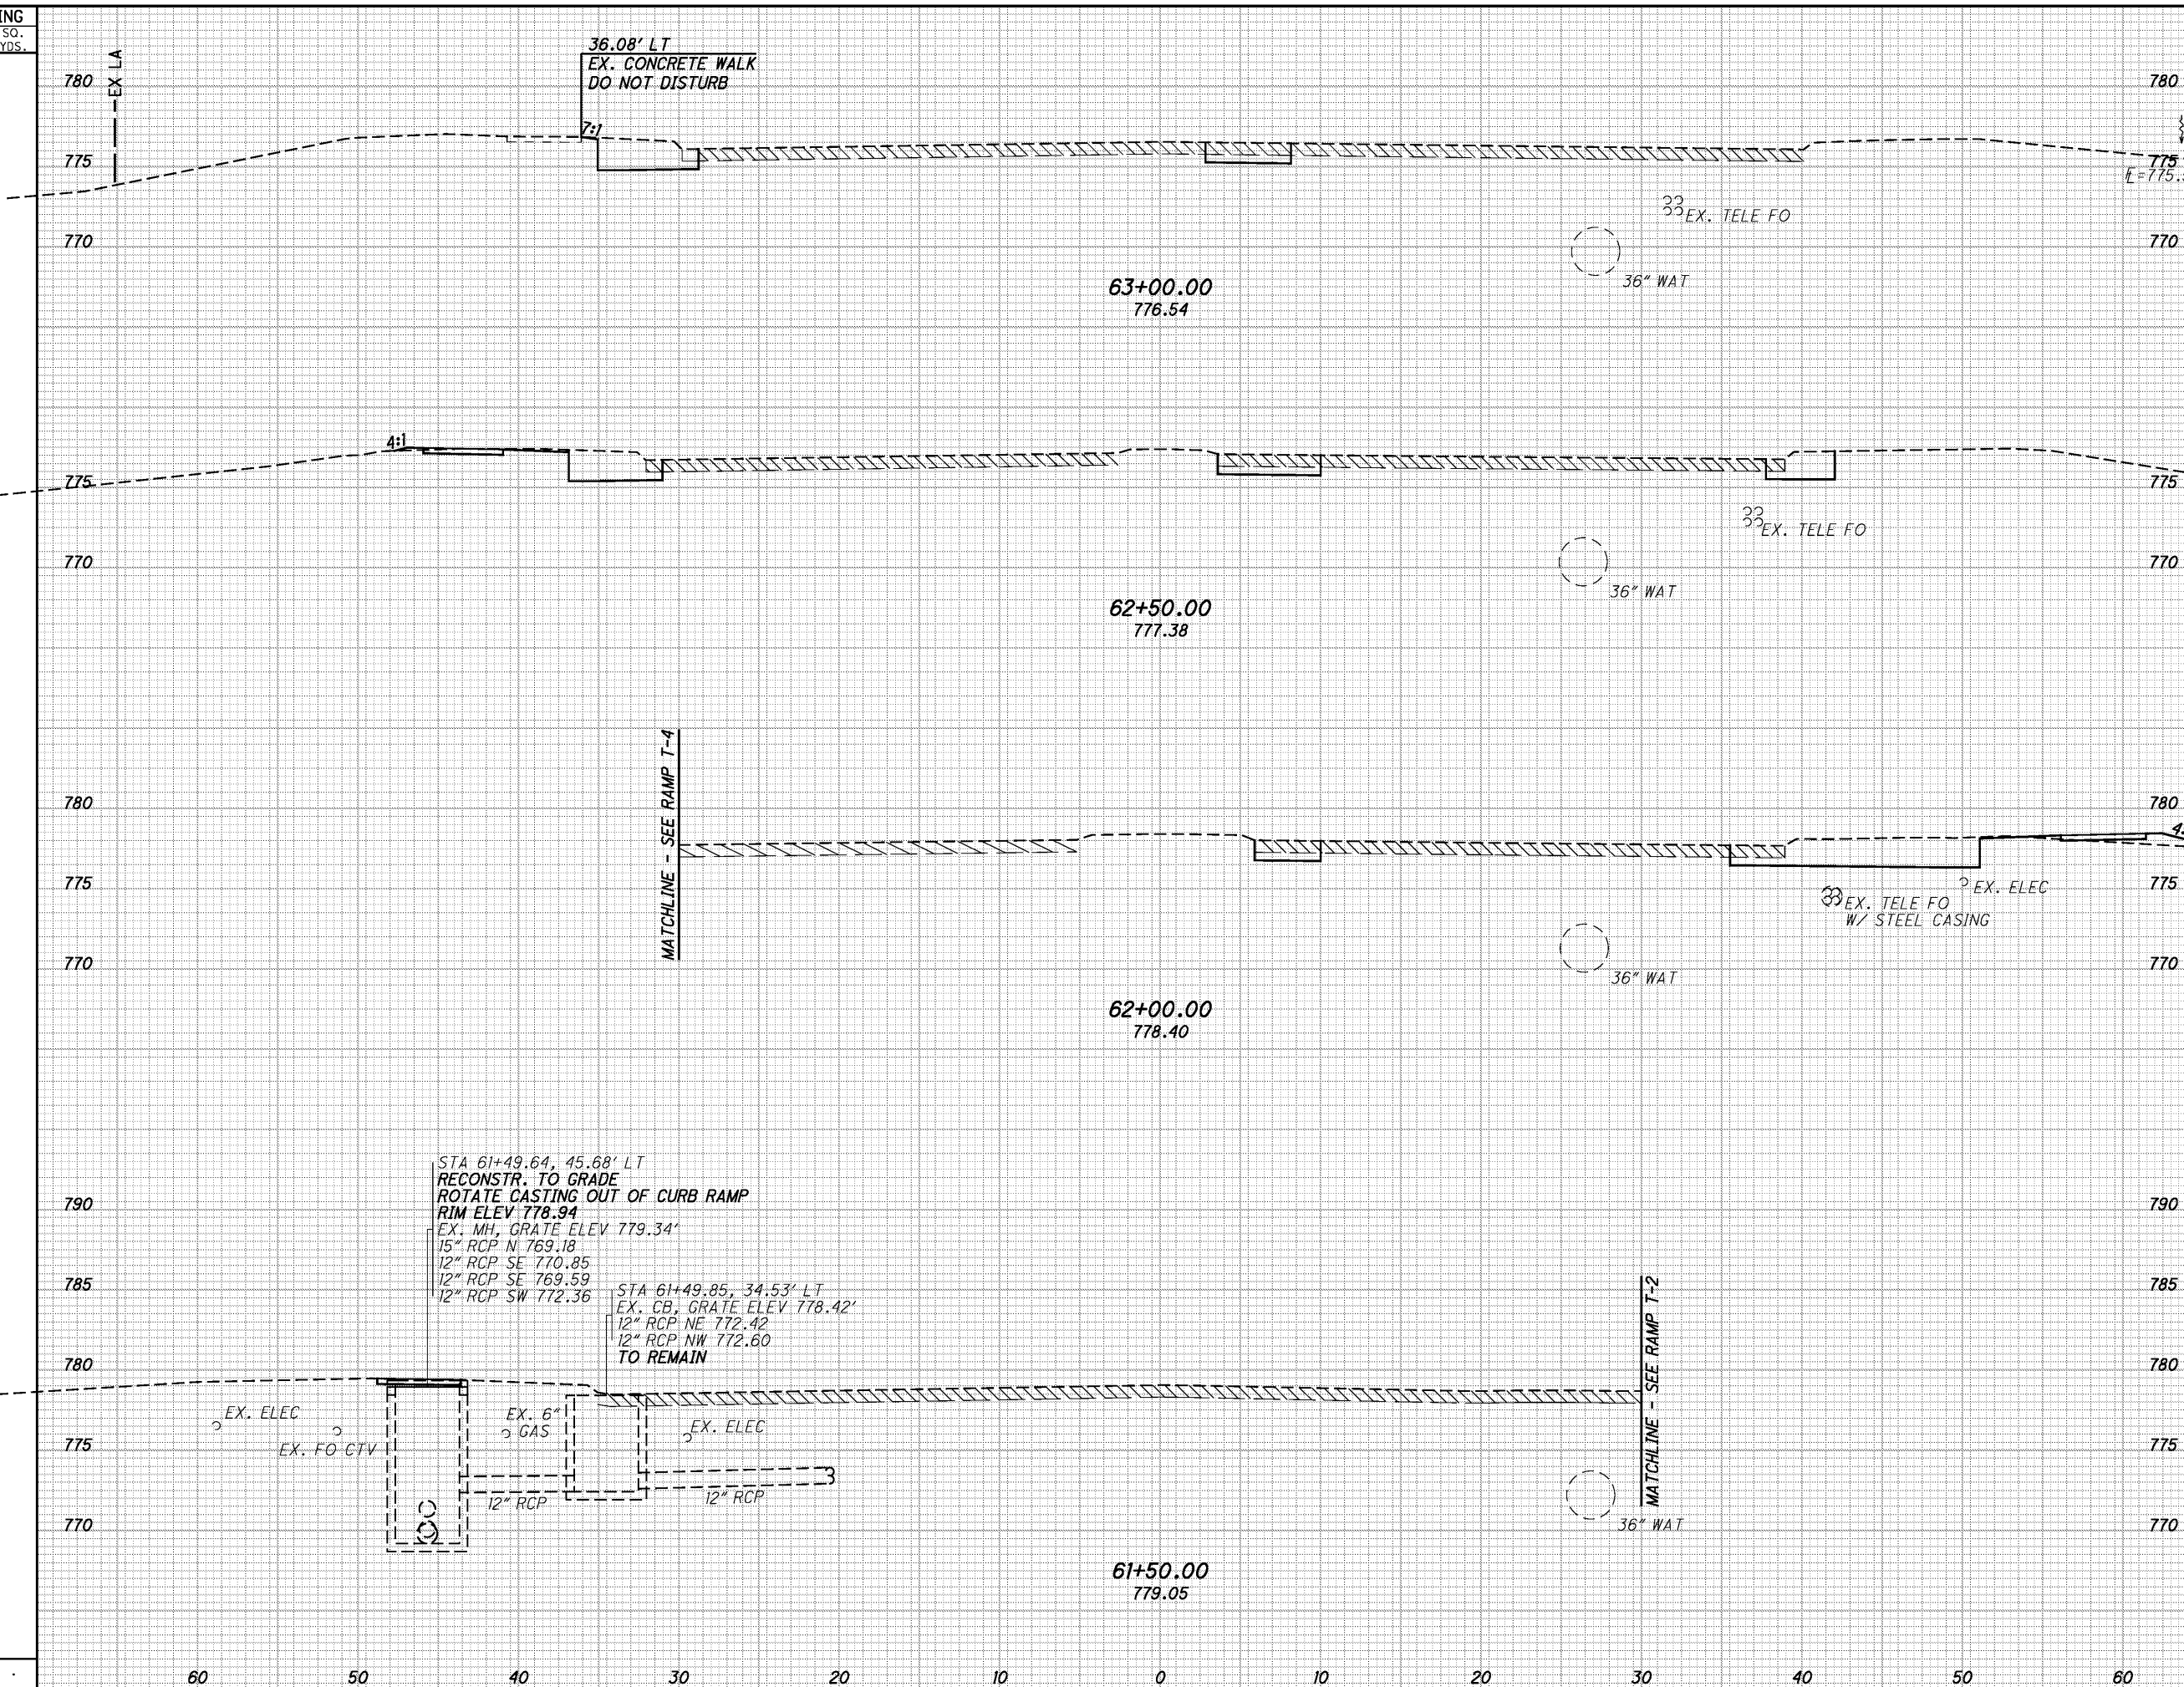 ING
SQ.
YDS.
EX LA
36.08' LT
EX. CONCRETE WALK
DO NOT DISTURB
780
780
7:1
775
775
EX. TELE FO
770
770
36" WAT
63+00.00
776.54
4:1
775
775
EX. TELE FO
770
770
36" WAT
62+50.00
777.38
MATCHLINE - SEE RAMP T-4
780
780
775
775
EX. ELEC
EX. TELE FO
W/ STEEL CASING
770
770
36" WAT
62+00.00
778.40
STA 61+49.64, 45.68' LT
RECONSTR. TO GRADE
ROTATE CASTING OUT OF CURB RAMP
RIM ELEV 778.94
EX. MH, GRATE ELEV 779.34'
15" RCP N 769.18
12" RCP SE 770.85
12" RCP SE 769.59
12" RCP SW 772.36
790
790
785
785
STA 61+49.85, 34.53' LT
EX. CB, GRATE ELEV 778.42'
12" RCP NE 772.42
12" RCP NW 772.60
TO REMAIN
MATCHLINE - SEE RAMP T-2
780
780
EX. ELEC
EX. FO CTV
EX. 6"
GAS
EX. ELEC
775
775
12" RCP
12" RCP
770
770
36" WAT
61+50.00
779.05
60 50 40 30 20 10 0 10 20 30 40 50 60